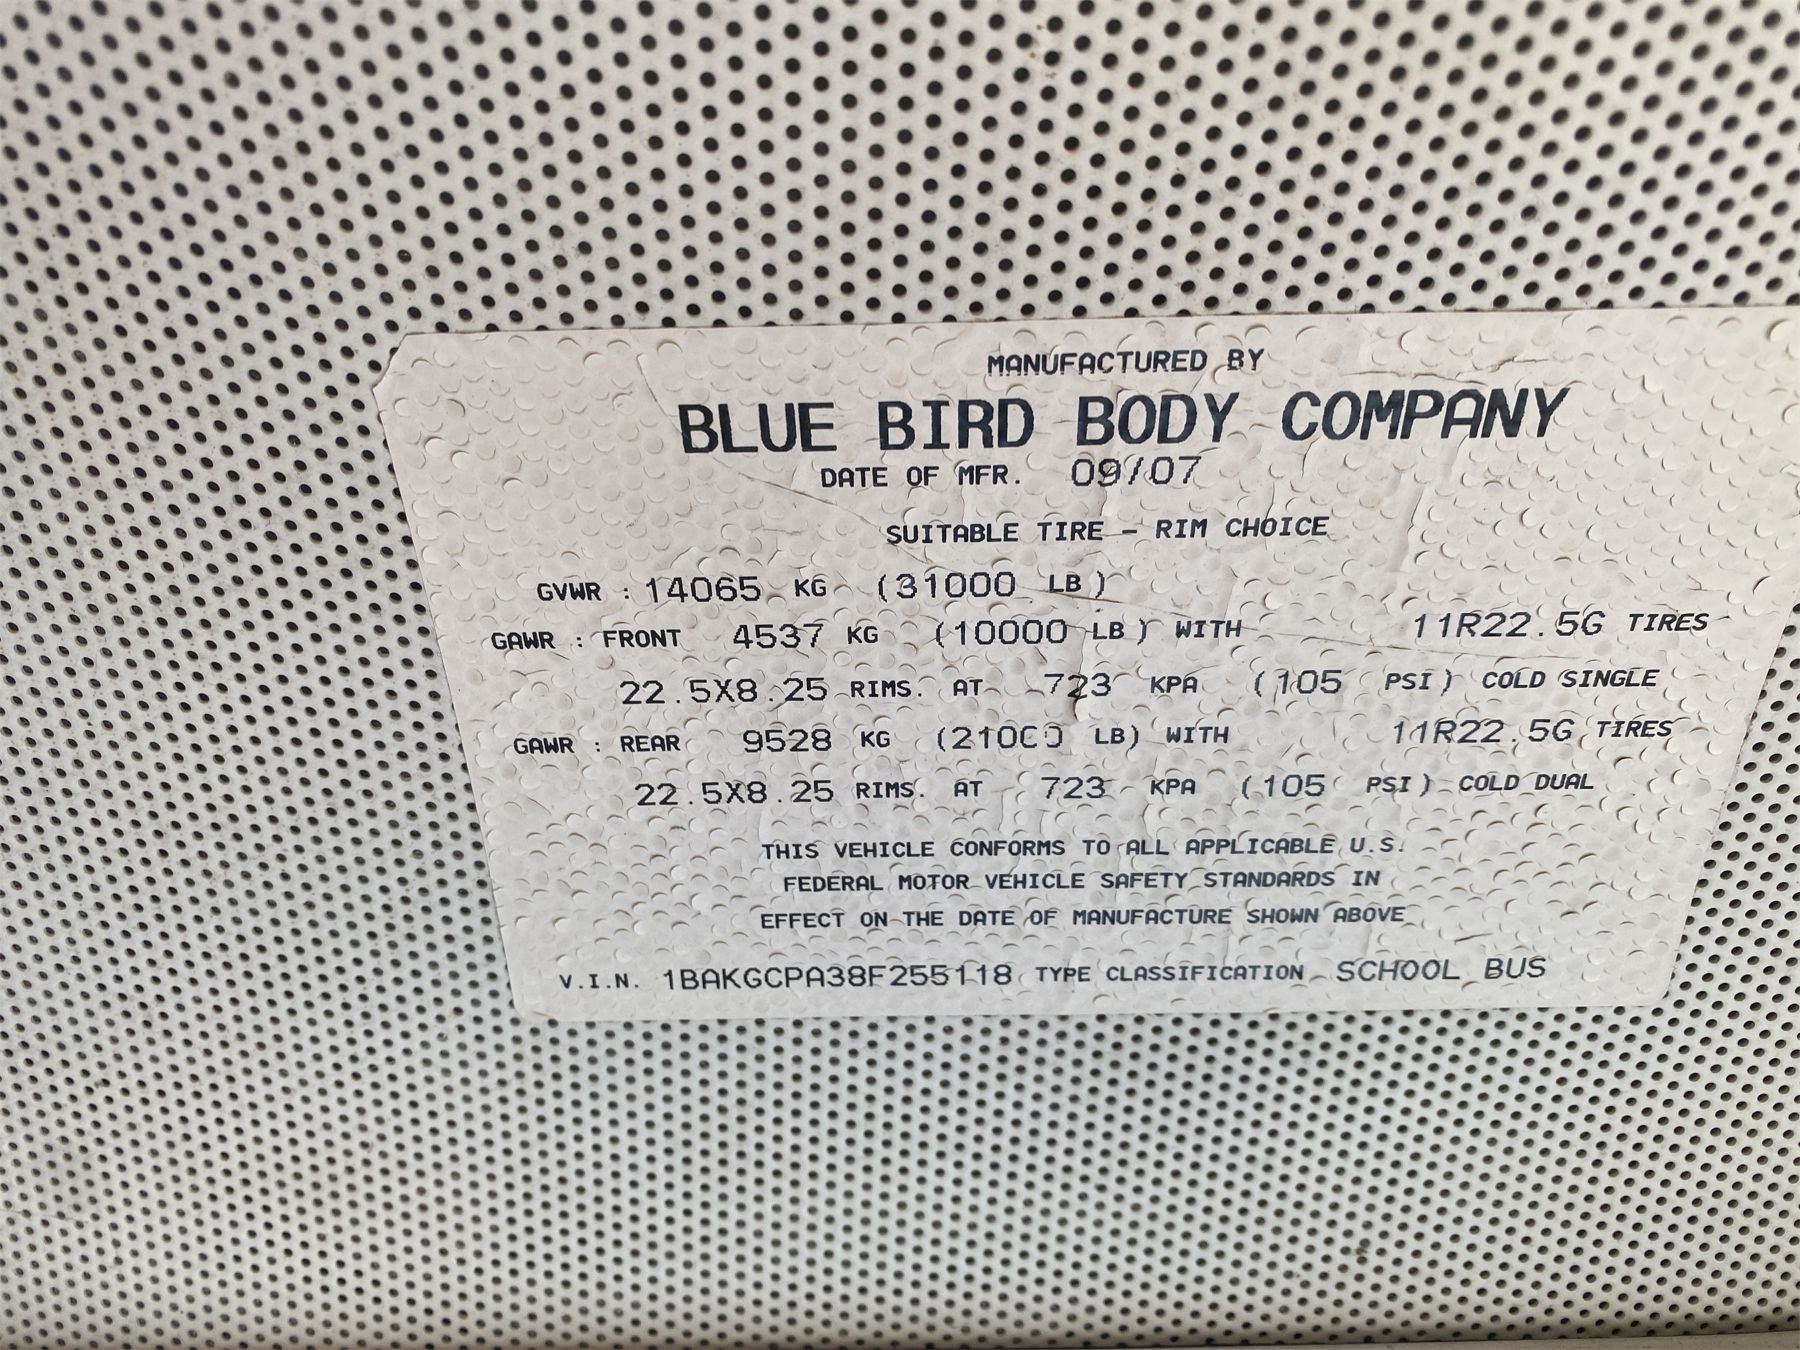 MANUFACTURED BY
BLUE BIRD BODY COMPANY
DATE OF MFR. 09/07
SUITABLE TIRE - RIM CHOICE
GVWR : 14065 KG (31000 LB)
GAWR : FRONT 4537 KG (10000 LB) WITH 11R22.5G TIRES
22.5X8.25 RIMS. AT 723 KPA (105 PSI) COLD SINGLE
GAWR : REAR 9528 KG (21000 LB) WITH 11R22.5G TIRES
22.5X8.25 RIMS. AT 723 KPA (105 PSI) COLD DUAL
THIS VEHICLE CONFORMS TO ALL APPLICABLE U.S.
FEDERAL MOTOR VEHICLE SAFETY STANDARDS IN
EFFECT ON THE DATE OF MANUFACTURE SHOWN ABOVE
V.I.N. 1BAKGCPA38F255118 TYPE CLASSIFICATION SCHOOL BUS